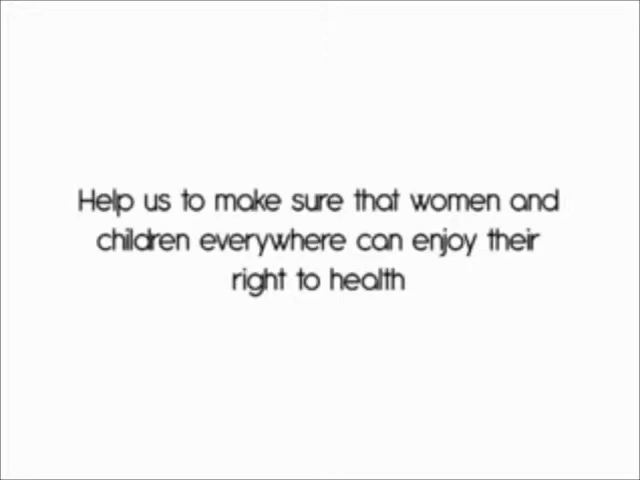 Help us to make sure that women and
children everywhere can enjoy their
right to health